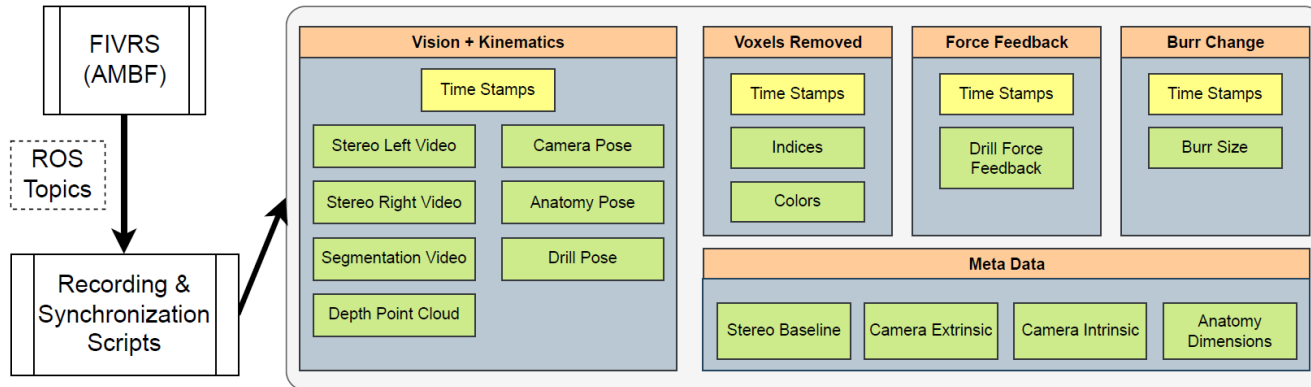 FIVRS
(AMBF)
ROS
Topics
Recording &
Synchronization
Scripts
Vision + Kinematics
Time Stamps
Stereo Left Video
Camera Pose
Stereo Right Video
Anatomy Pose
Segmentation Video
Drill Pose
Depth Point Cloud
Voxels Removed
Time Stamps
Indices
Colors
Force Feedback
Time Stamps
Drill Force
Feedback
Burr Change
Time Stamps
Burr Size
Meta Data
Stereo Baseline
Camera Extrinsic
Camera Intrinsic
Anatomy
Dimensions